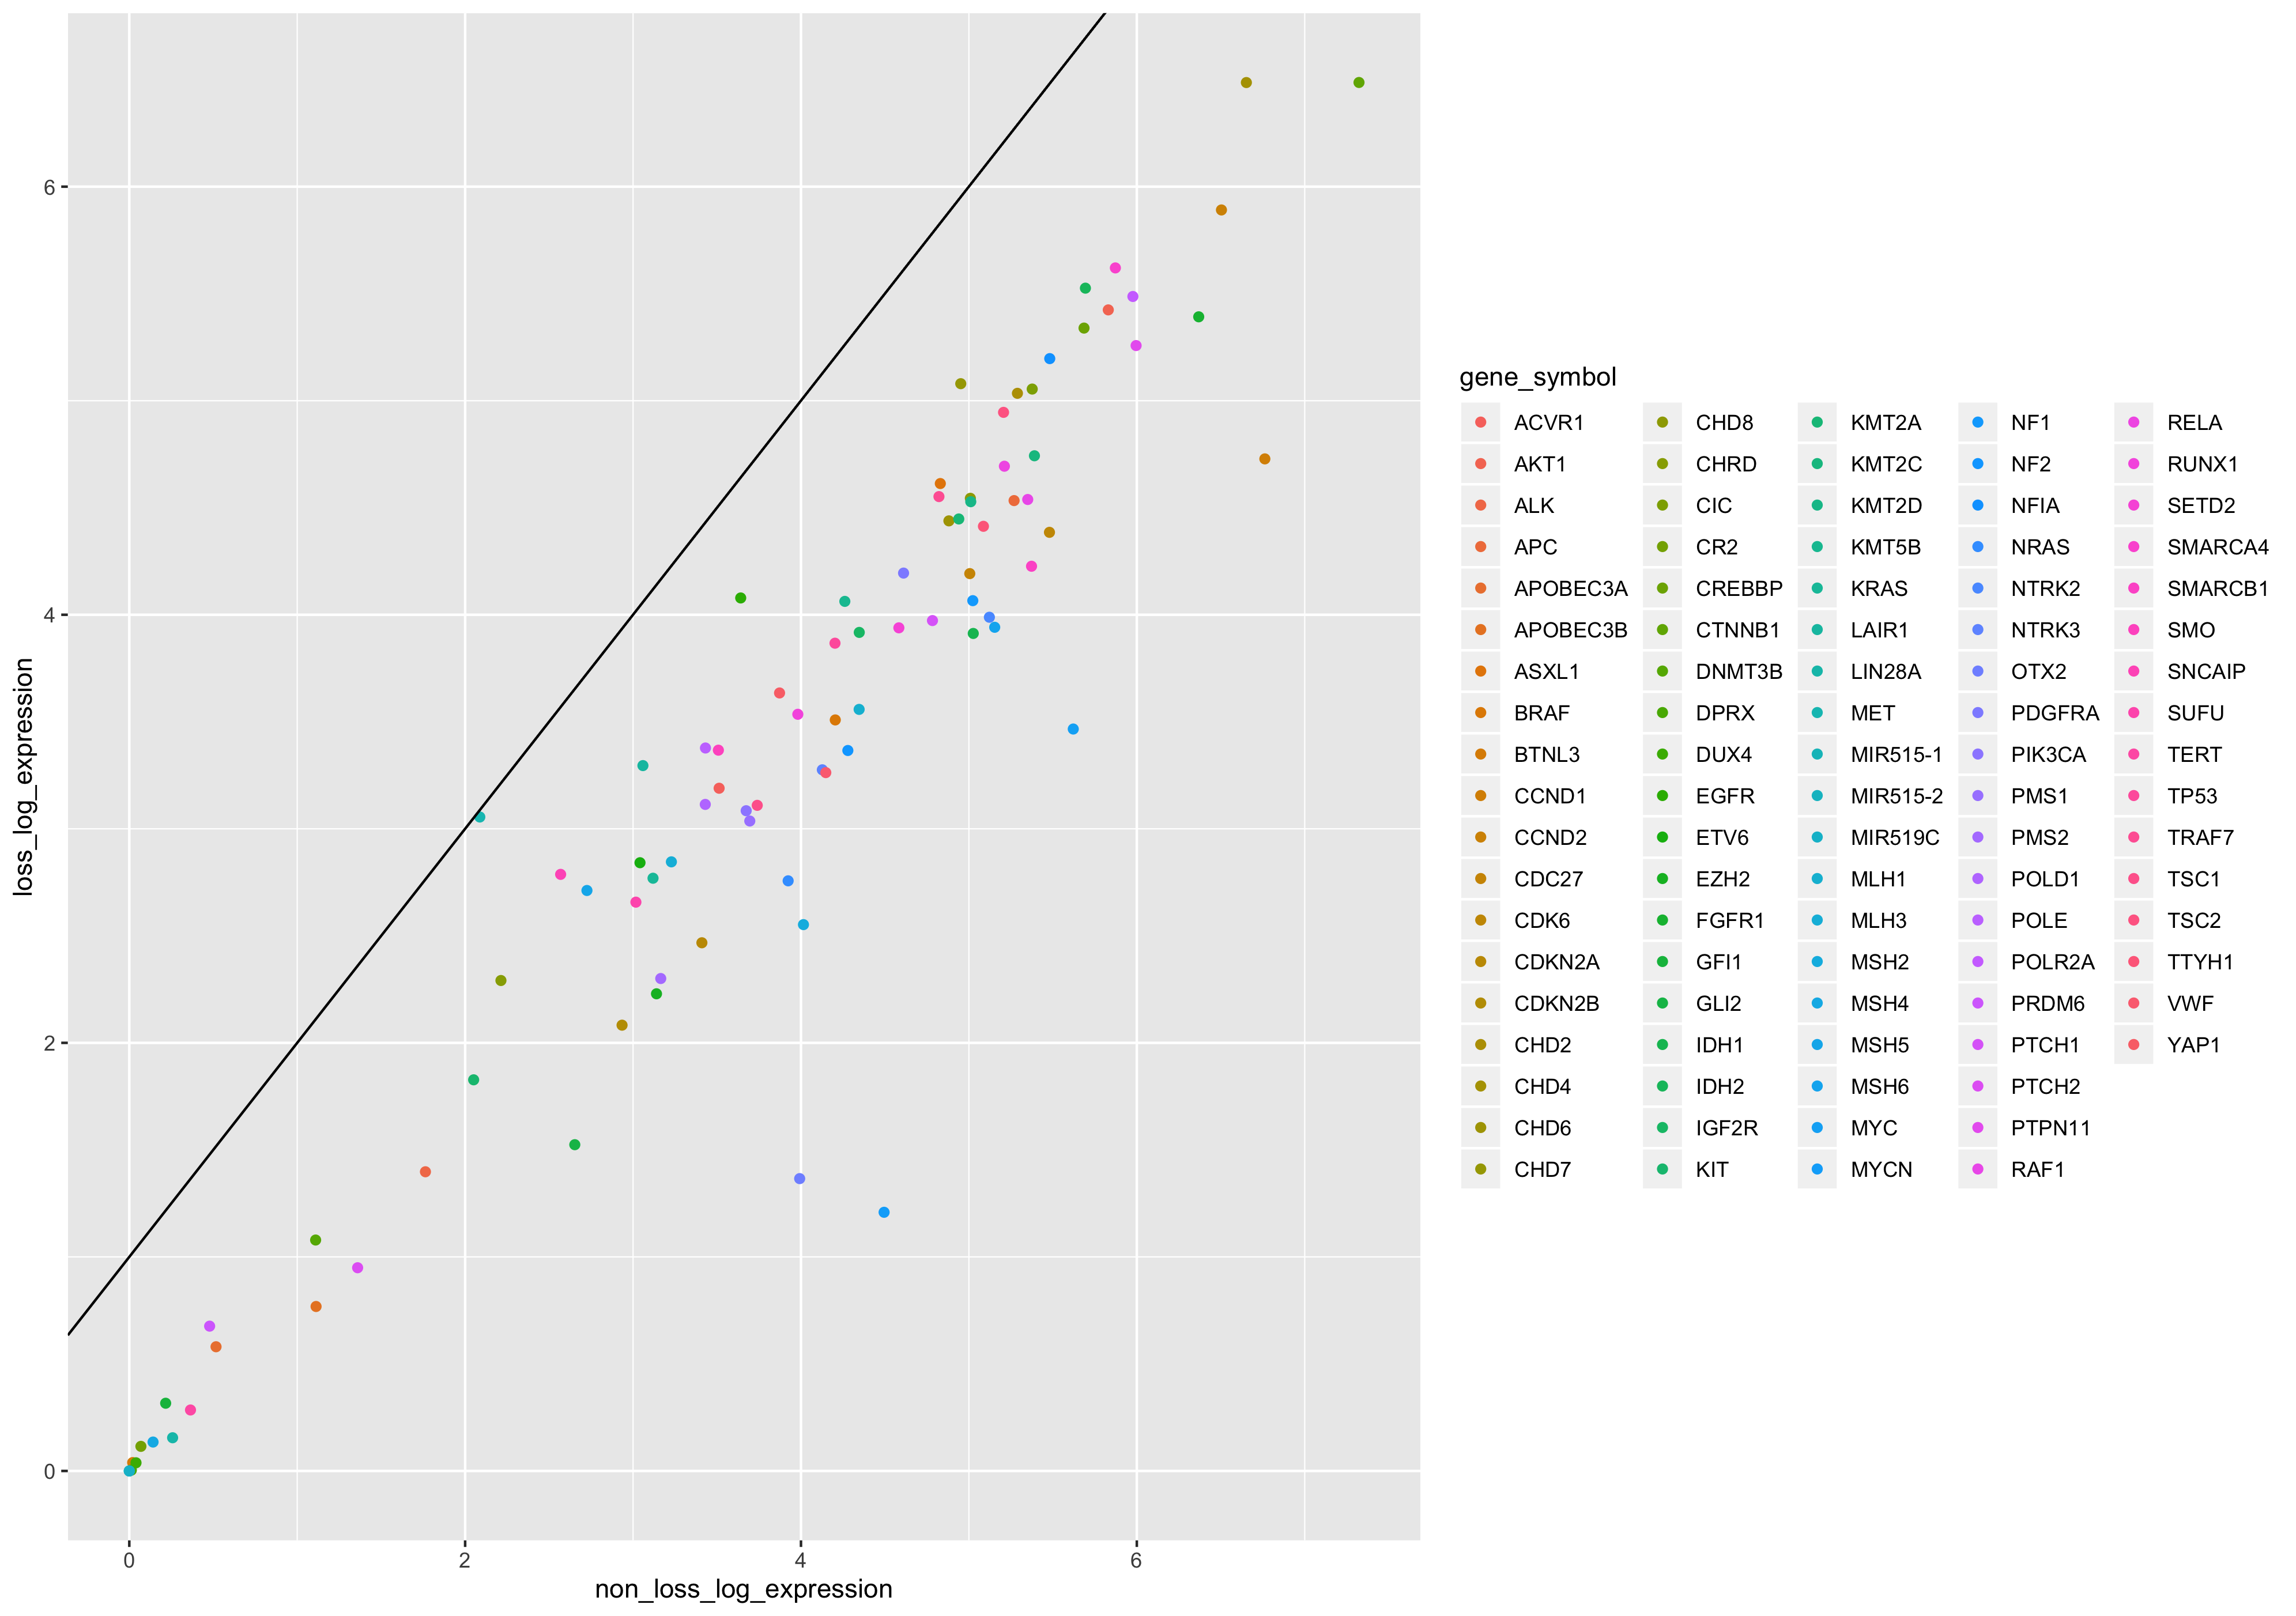 6
4
2
0
loss_log_expression
0
2
4
6
non_loss_log_expression
gene_symbol
ACVR1
AKT1
ALK
APC
APOBEC3A
APOBEC3B
ASXL1
BRAF
BTNL3
CCND1
CCND2
CDC27
CDK6
CDKN2A
CDKN2B
CHD2
CHD4
CHD6
CHD7
CHD8
CHRD
CIC
CR2
CREBBP
CTNNB1
DNMT3B
DPRX
DUX4
EGFR
ETV6
EZH2
FGFR1
GFI1
GLI2
IDH1
IDH2
IGF2R
KIT
KMT2A
KMT2C
KMT2D
KMT5B
KRAS
LAIR1
LIN28A
MET
MIR515-1
MIR515-2
MIR519C
MLH1
MLH3
MSH2
MSH4
MSH5
MSH6
MYC
MYCN
NF1
NF2
NFIA
NRAS
NTRK2
NTRK3
OTX2
PDGFRA
PIK3CA
PMS1
PMS2
POLD1
POLE
POLR2A
PRDM6
PTCH1
PTCH2
PTPN11
RAF1
RELA
RUNX1
SETD2
SMARCA4
SMARCB1
SMO
SNCAIP
SUFU
TERT
TP53
TRAF7
TSC1
TSC2
TTYH1
VWF
YAP1